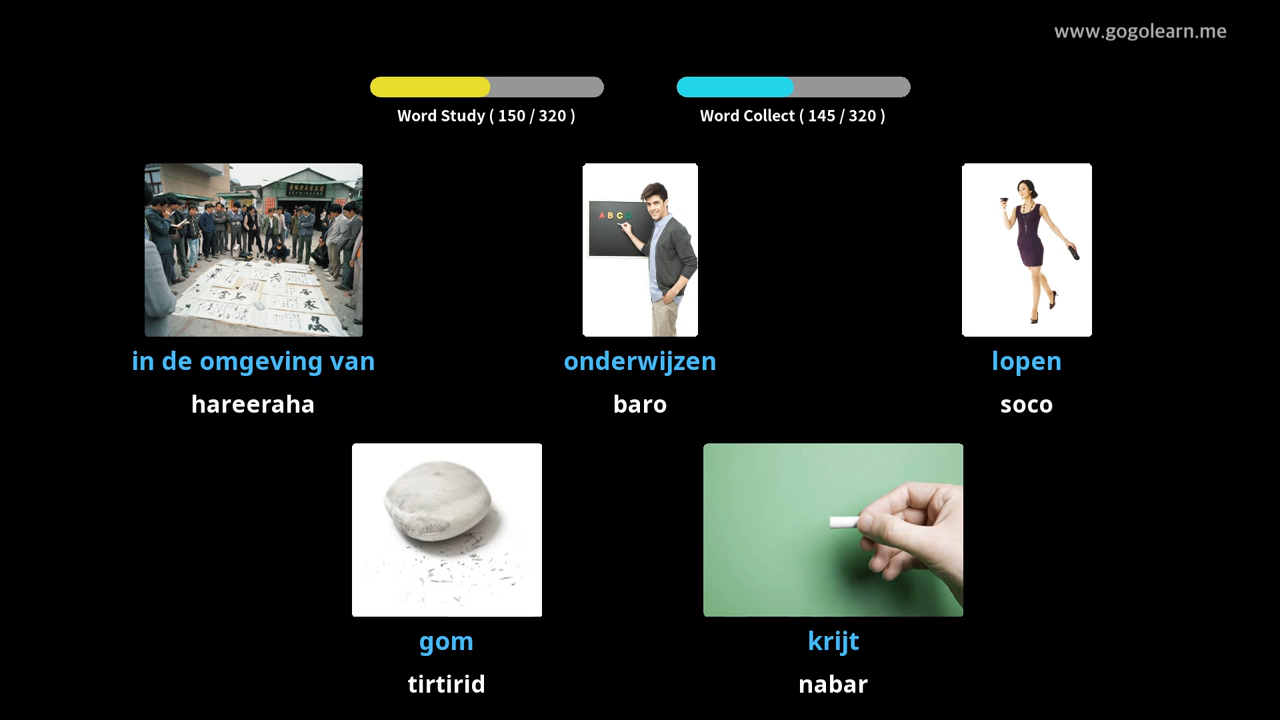 www.gogolearn.me
Word Study ( 150 / 320 )
Word Collect ( 145 / 320 )
A B C D
in de omgeving van
hareeraha
onderwijzen
baro
lopen
soco
gom
tirtirid
krijt
nabar